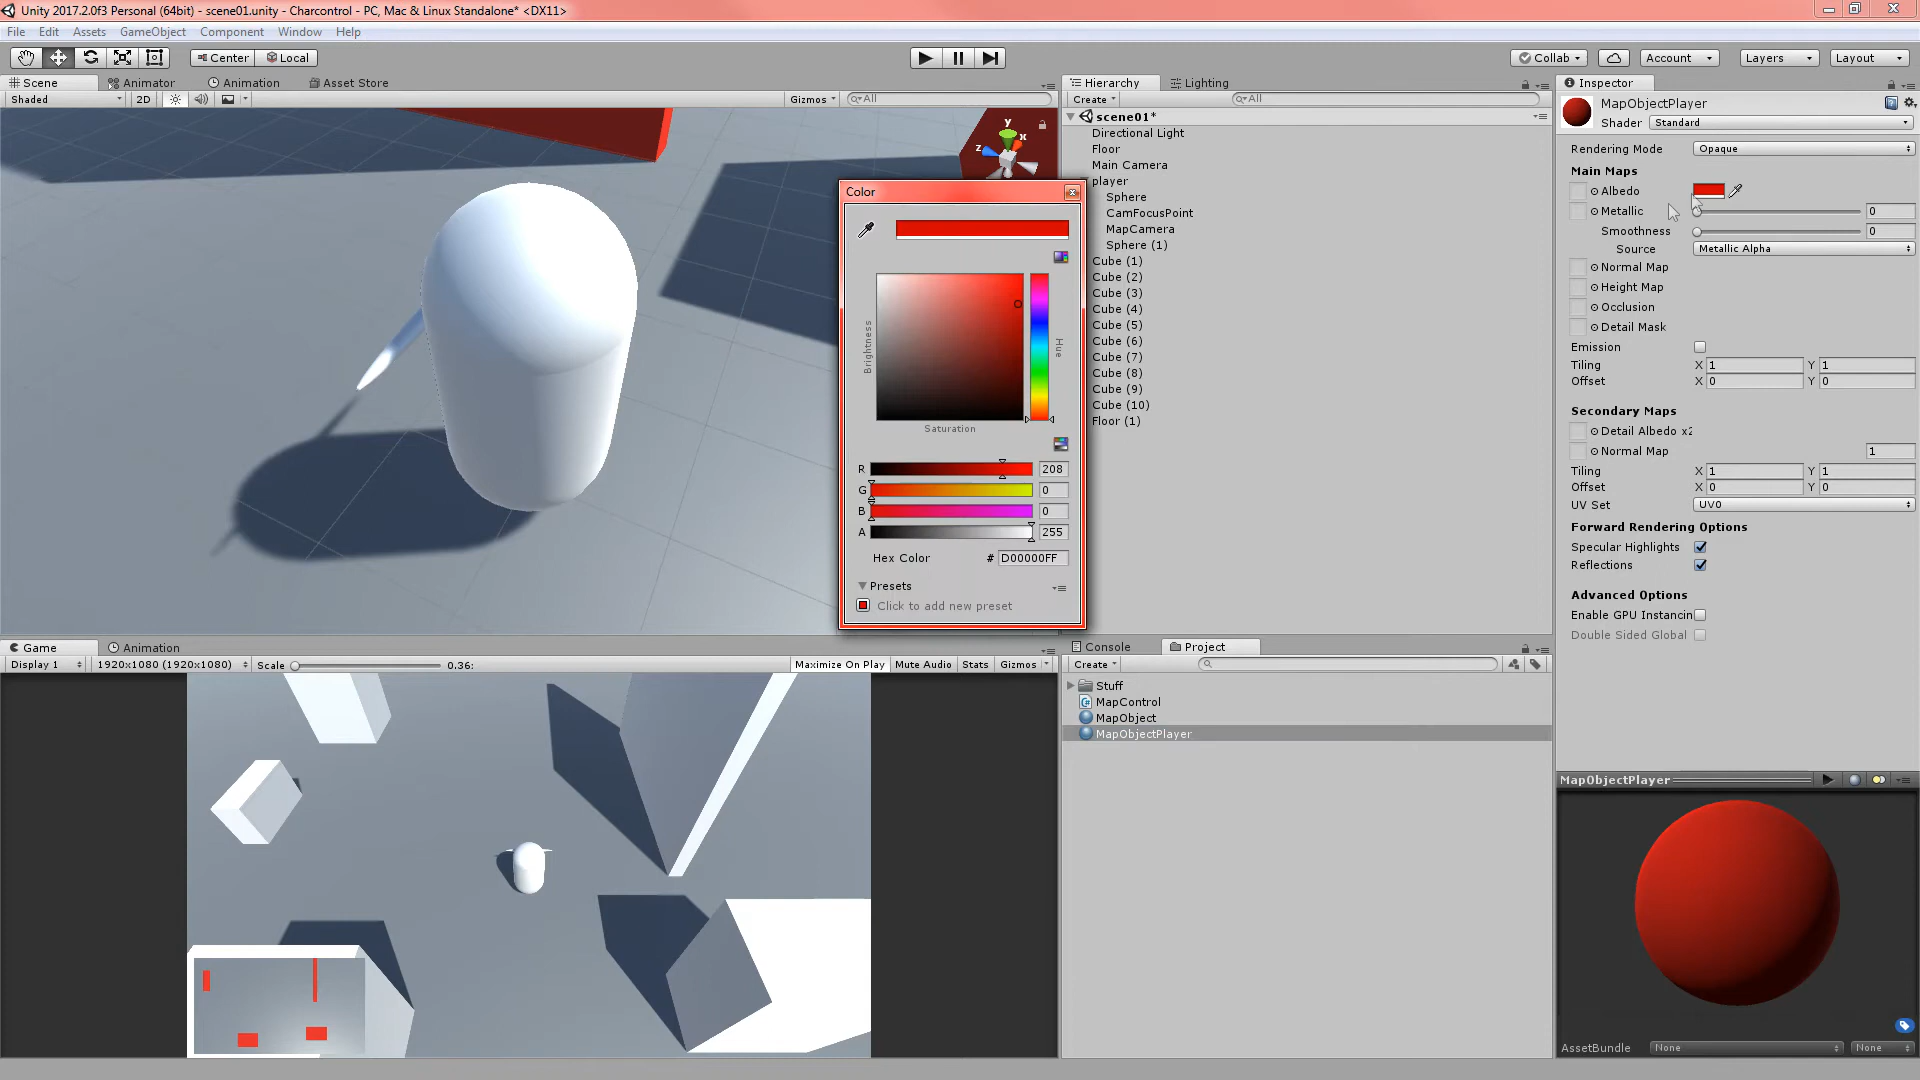 Unity 2017.2.0f3 Personal (64bit) - scene01.unity - Charcontrol - PC, Mac & Linux Standalone* <DX11>
File Edit Assets GameObject Component Window Help
Center Local Collab Account Layers Layout
Scene Animator Animation Asset Store
Shaded 2D Gizmos All
y x z
Hierarchy Lighting
Create All
scene01*
Directional Light
Floor
Main Camera
player
Sphere
CamFocusPoint
MapCamera
Sphere (1)
Cube (1)
Cube (2)
Cube (3)
Cube (4)
Cube (5)
Cube (6)
Cube (7)
Cube (8)
Cube (9)
Cube (10)
Floor (1)
Color
Brightness
Hue
Saturation
R 208
G 0
B 0
A 255
Hex Color # D00000FF
Presets
Click to add new preset
Inspector
MapObjectPlayer
Shader Standard
Rendering Mode Opaque
Main Maps
Albedo
Metallic 0
Smoothness 0
Source Metallic Alpha
Normal Map
Height Map
Occlusion
Detail Mask
Emission
Tiling X 1 Y 1
Offset X 0 Y 0
Secondary Maps
Detail Albedo x2
Normal Map 1
Tiling X 1 Y 1
Offset X 0 Y 0
UV Set UV0
Forward Rendering Options
Specular Highlights
Reflections
Advanced Options
Enable GPU Instancin
Double Sided Global
Game Animation
Display 1 1920x1080 (1920x1080) Scale 0.36: Maximize On Play Mute Audio Stats Gizmos
Console Project
Create
Stuff
MapControl
MapObject
MapObjectPlayer
MapObjectPlayer
AssetBundle None None